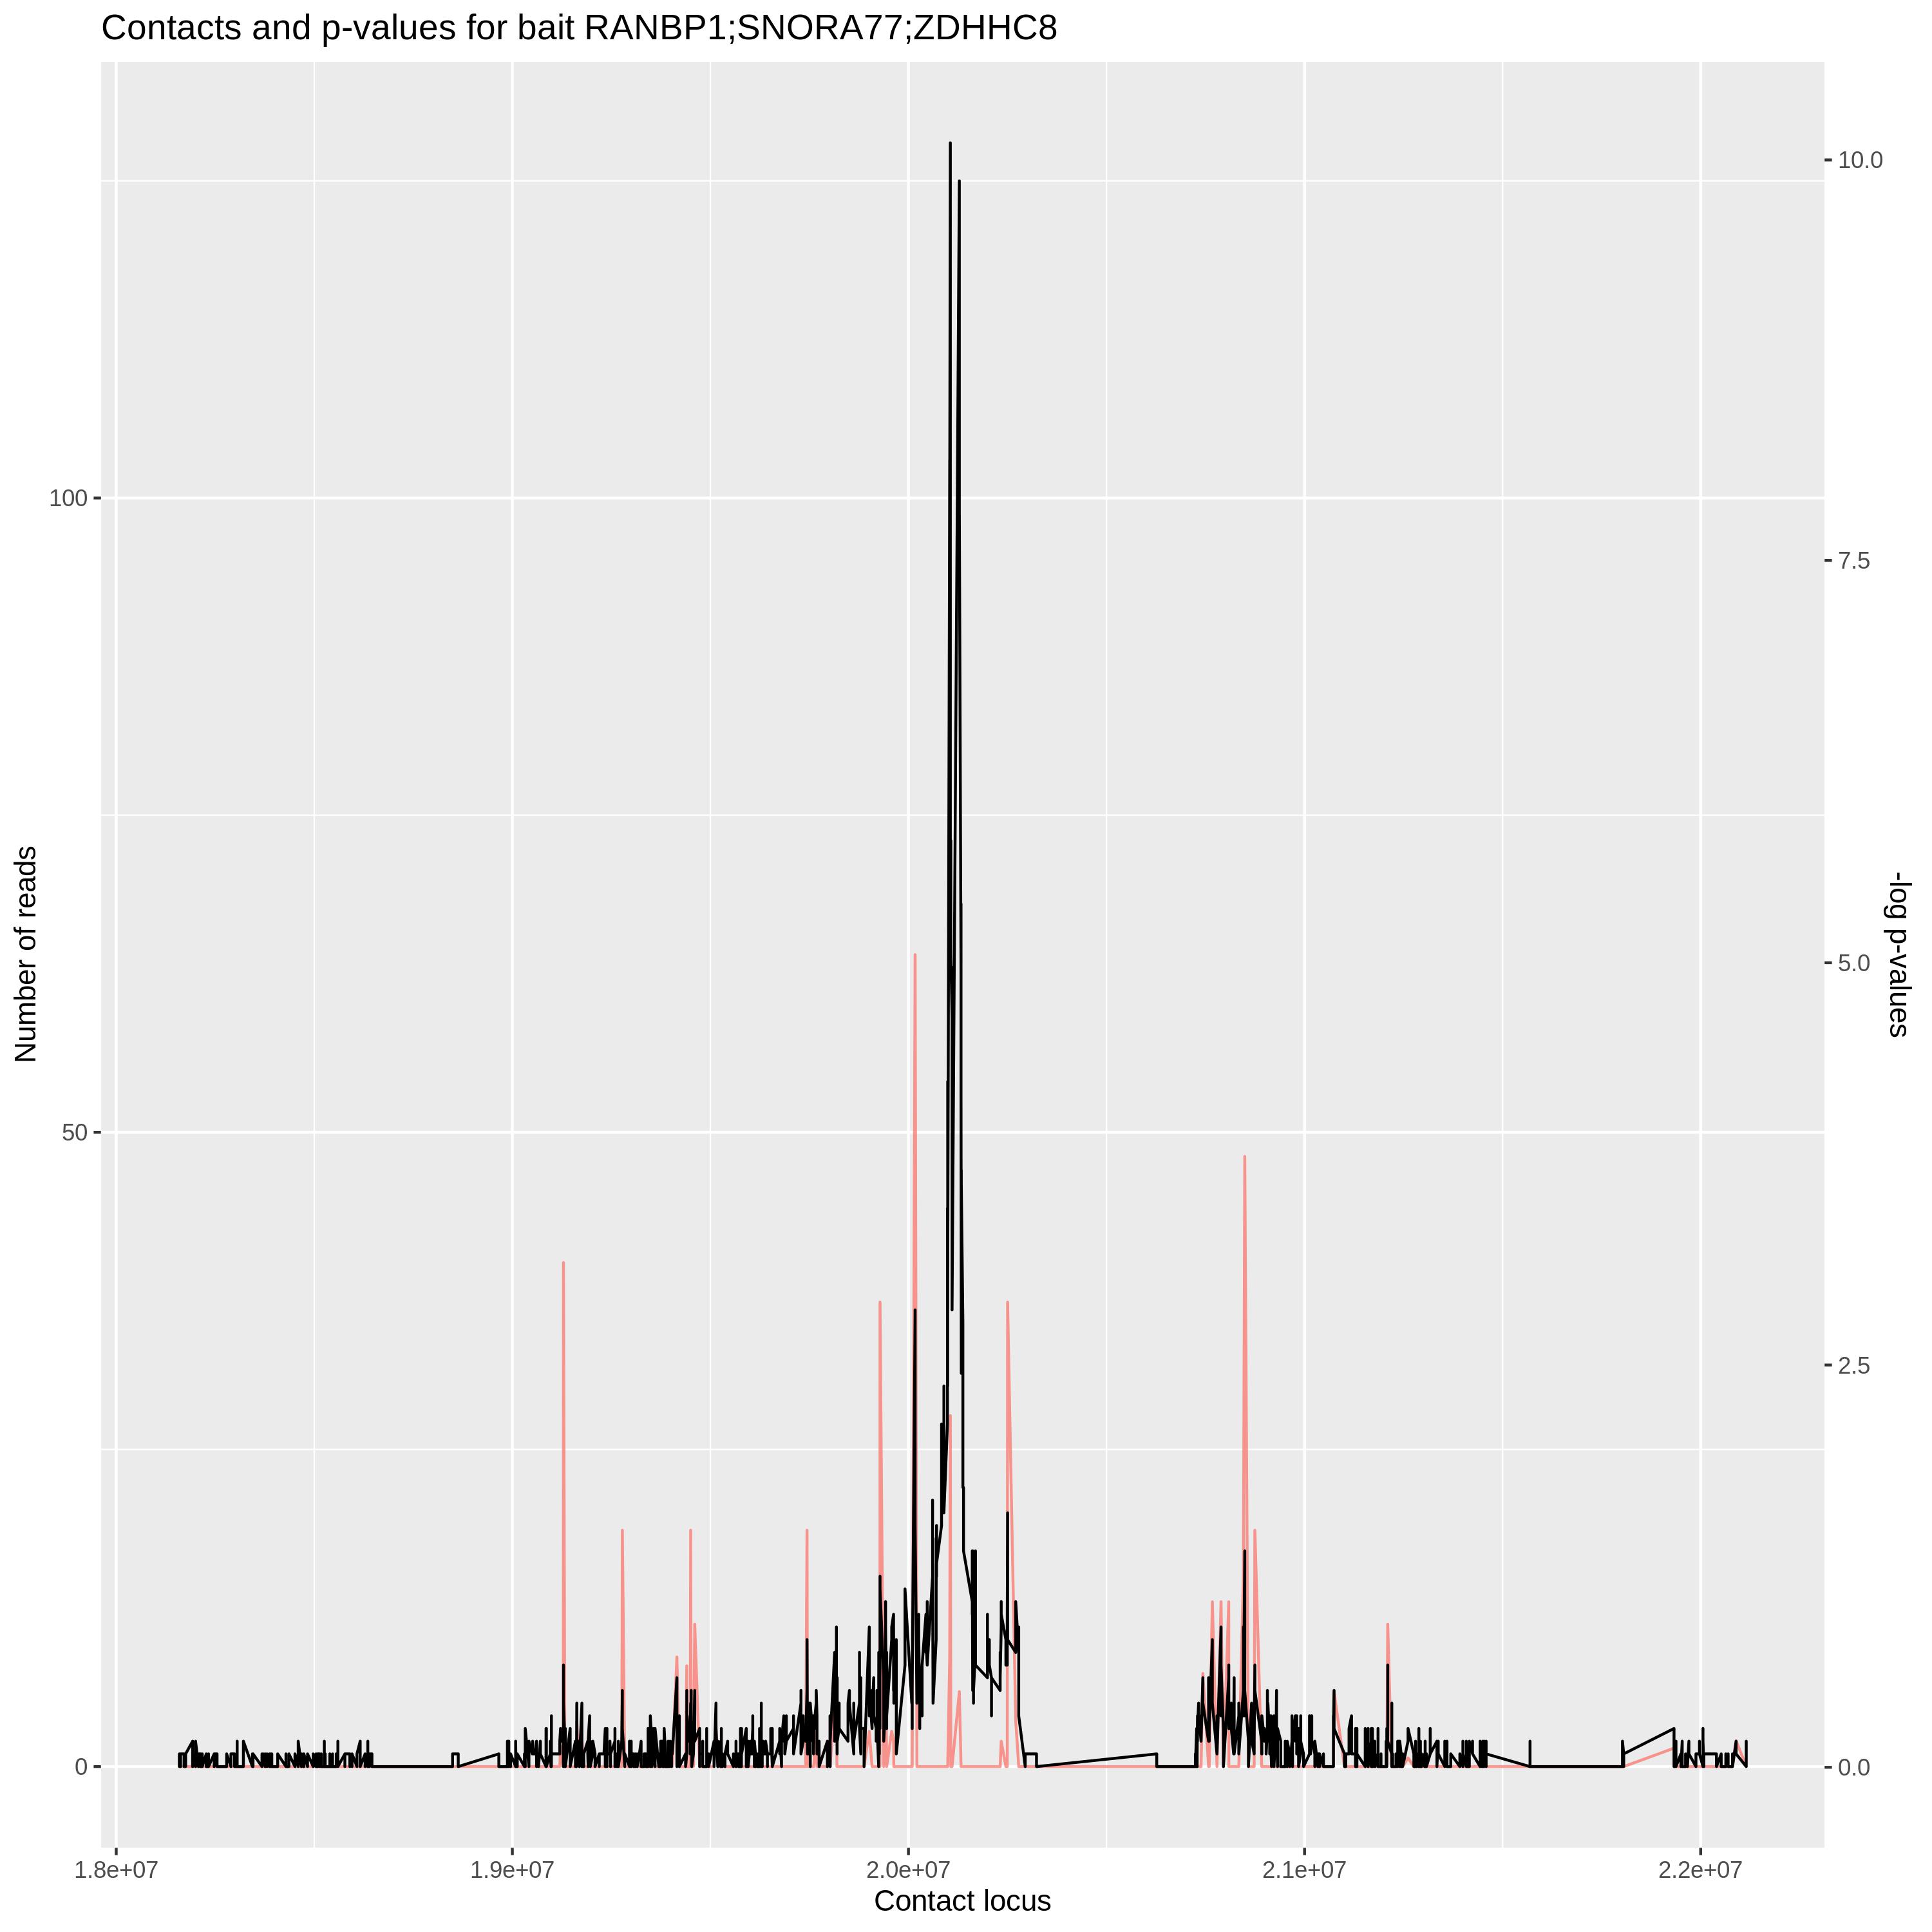 Contacts and p-values for bait RANBP1;SNORA77;ZDHHC8
Number of reads
100
50
0
10.0
7.5
5.0
2.5
0.0
-log p-values
1.8e+07
1.9e+07
2.0e+07
2.1e+07
2.2e+07
Contact locus